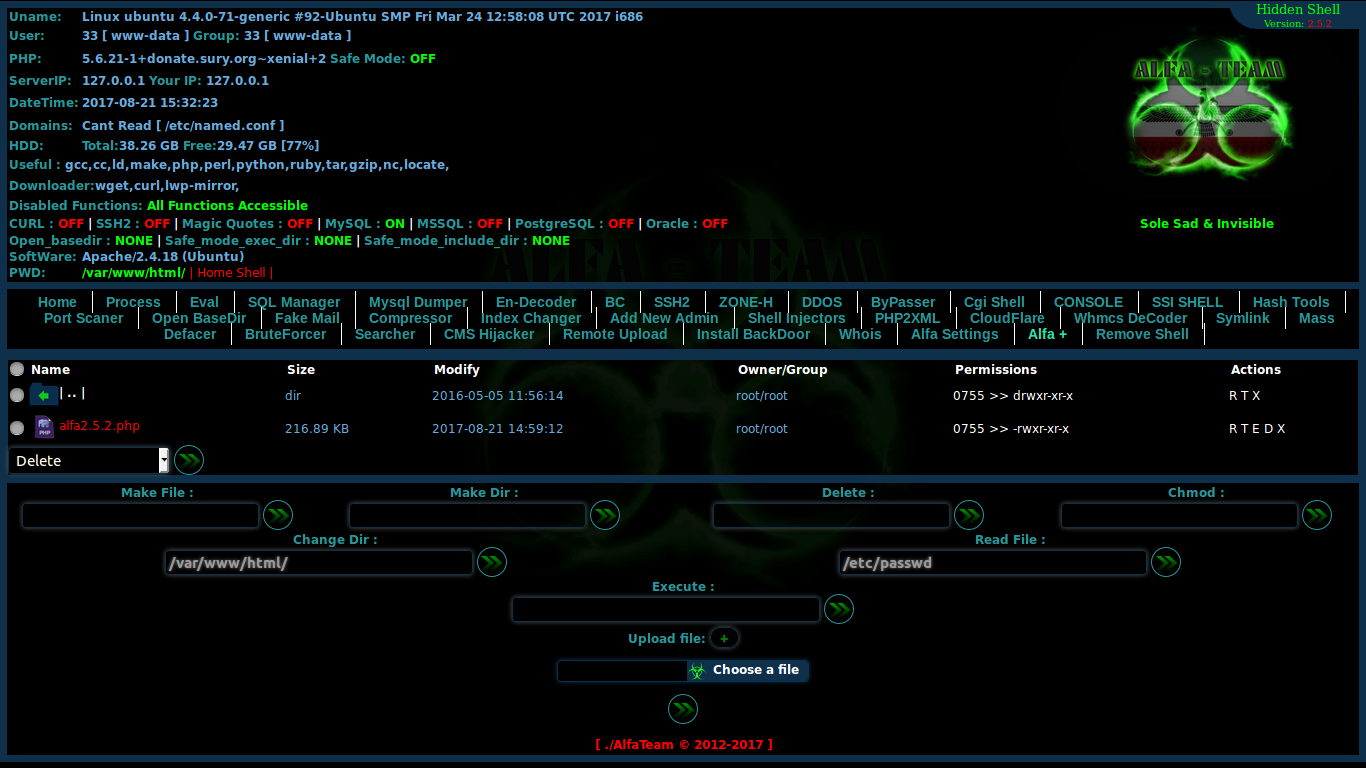 Uname: Linux ubuntu 4.4.0-71-generic #92-Ubuntu SMP Fri Mar 24 12:58:08 UTC 2017 i686
Hidden Shell
Version: 2.5.2
User: 33 [ www-data ] Group: 33 [ www-data ]
PHP: 5.6.21-1+donate.sury.org~xenial+2 Safe Mode: OFF
ALFA - TEAM
ServerIP: 127.0.0.1 Your IP: 127.0.0.1
DateTime: 2017-08-21 15:32:23
Domains: Cant Read [ /etc/named.conf ]
HDD: Total:38.26 GB Free:29.47 GB [77%]
Useful : gcc,cc,ld,make,php,perl,python,ruby,tar,gzip,nc,locate,
Downloader:wget,curl,lwp-mirror,
Disabled Functions: All Functions Accessible
CURL : OFF | SSH2 : OFF | Magic Quotes : OFF | MySQL : ON | MSSQL : OFF | PostgreSQL : OFF | Oracle : OFF
Sole Sad & Invisible
Open_basedir : NONE | Safe_mode_exec_dir : NONE | Safe_mode_include_dir : NONE
SoftWare: Apache/2.4.18 (Ubuntu)
PWD: /var/www/html/ | Home Shell |
ALFA - TEAM
Home Process Eval SQL Manager Mysql Dumper En-Decoder BC SSH2 ZONE-H DDOS ByPasser Cgi Shell CONSOLE SSI SHELL Hash Tools
Port Scaner Open BaseDir Fake Mail Compressor Index Changer Add New Admin Shell Injectors PHP2XML CloudFlare Whmcs DeCoder Symlink Mass
Defacer BruteForcer Searcher CMS Hijacker Remote Upload Install BackDoor Whois Alfa Settings Alfa + Remove Shell
Name Size Modify Owner/Group Permissions Actions
| .. | dir 2016-05-05 11:56:14 root/root 0755 >> drwxr-xr-x R T X
PHP alfa2.5.2.php 216.89 KB 2017-08-21 14:59:12 root/root 0755 >> -rwxr-xr-x R T E D X
Delete
Make File : Make Dir : Delete : Chmod :
Change Dir : Read File :
/var/www/html/ /etc/passwd
Execute :
Upload file: +
Choose a file
[ ./AlfaTeam © 2012-2017 ]